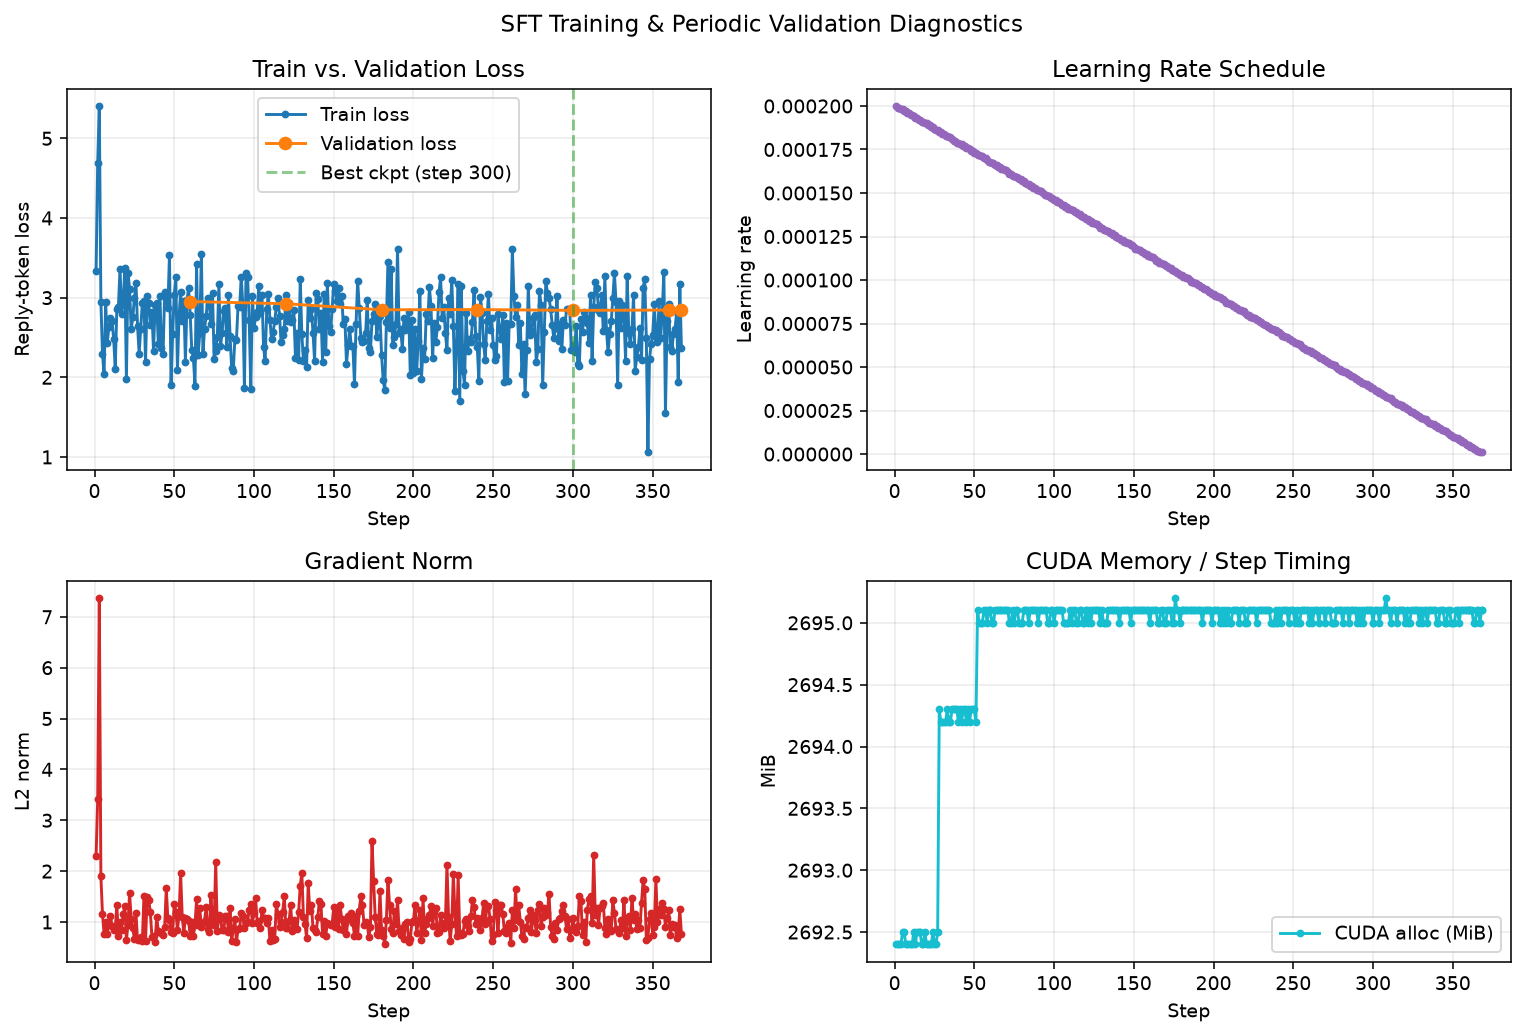 SFT Training & Periodic Validation Diagnostics
Train vs. Validation Loss
Reply-token loss
5
4
3
2
1
Train loss
Validation loss
Best ckpt (step 300)
0 50 100 150 200 250 300 350
Step
Learning Rate Schedule
Learning rate
0.000200
0.000175
0.000150
0.000125
0.000100
0.000075
0.000050
0.000025
0.000000
0 50 100 150 200 250 300 350
Step
Gradient Norm
L2 norm
7
6
5
4
3
2
1
0 50 100 150 200 250 300 350
Step
CUDA Memory / Step Timing
MiB
2695.0
2694.5
2694.0
2693.5
2693.0
2692.5
CUDA alloc (MiB)
0 50 100 150 200 250 300 350
Step